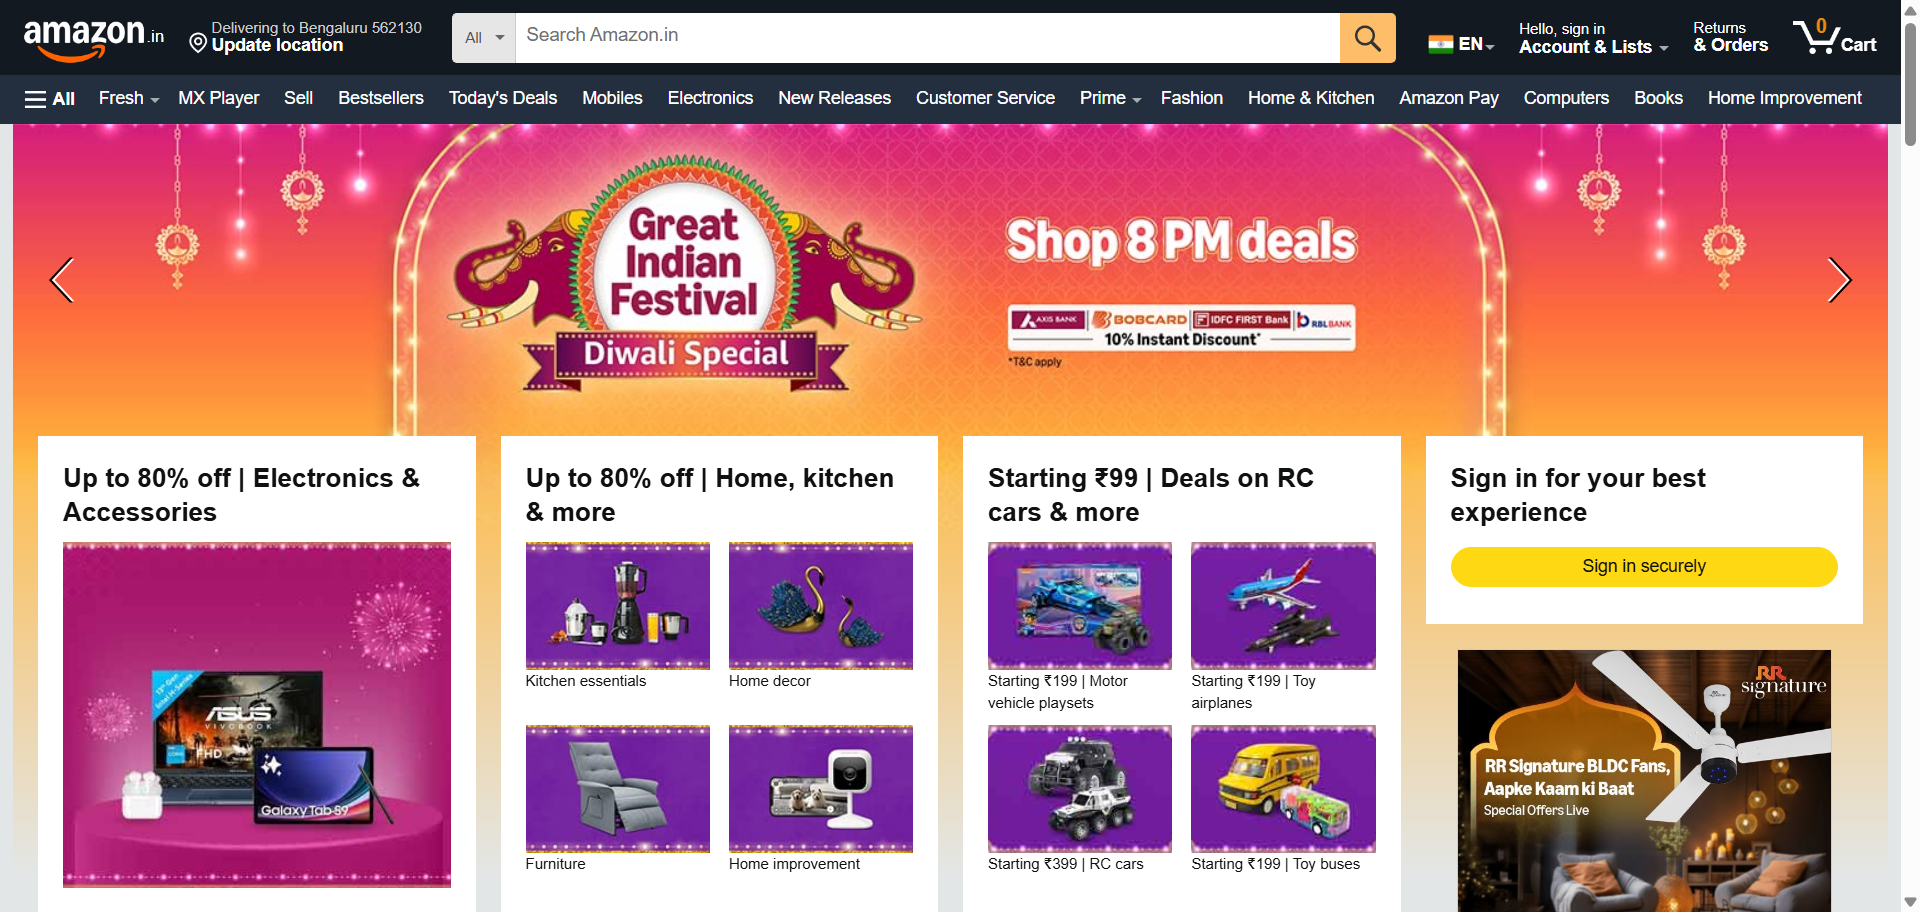 amazon.in
Delivering to Bengaluru 562130
Update location
All
Search Amazon.in
EN
Hello, sign in
Account & Lists
Returns
& Orders
0
Cart
All
Fresh
MX Player
Sell
Bestsellers
Today's Deals
Mobiles
Electronics
New Releases
Customer Service
Prime
Fashion
Home & Kitchen
Amazon Pay
Computers
Books
Home Improvement
Great
Indian
Festival
Diwali Special
Shop 8 PM deals
AXIS BANK
BOBCARD
IDFC FIRST Bank
RBLBANK
10% Instant Discount*
*T&C apply
Up to 80% off | Electronics &
Accessories
13th Gen
Intel H-Series
ASUS
VIVOBOOK
FHD
Galaxy Tab S9
Up to 80% off | Home, kitchen
& more
Kitchen essentials
Home decor
Furniture
Home improvement
Starting ₹99 | Deals on RC
cars & more
Starting ₹199 | Motor
vehicle playsets
Starting ₹199 | Toy
airplanes
Starting ₹399 | RC cars
Starting ₹199 | Toy buses
Sign in for your best
experience
Sign in securely
RR
signature
RR Signature BLDC Fans,
Aapke Kaam ki Baat
Special Offers Live